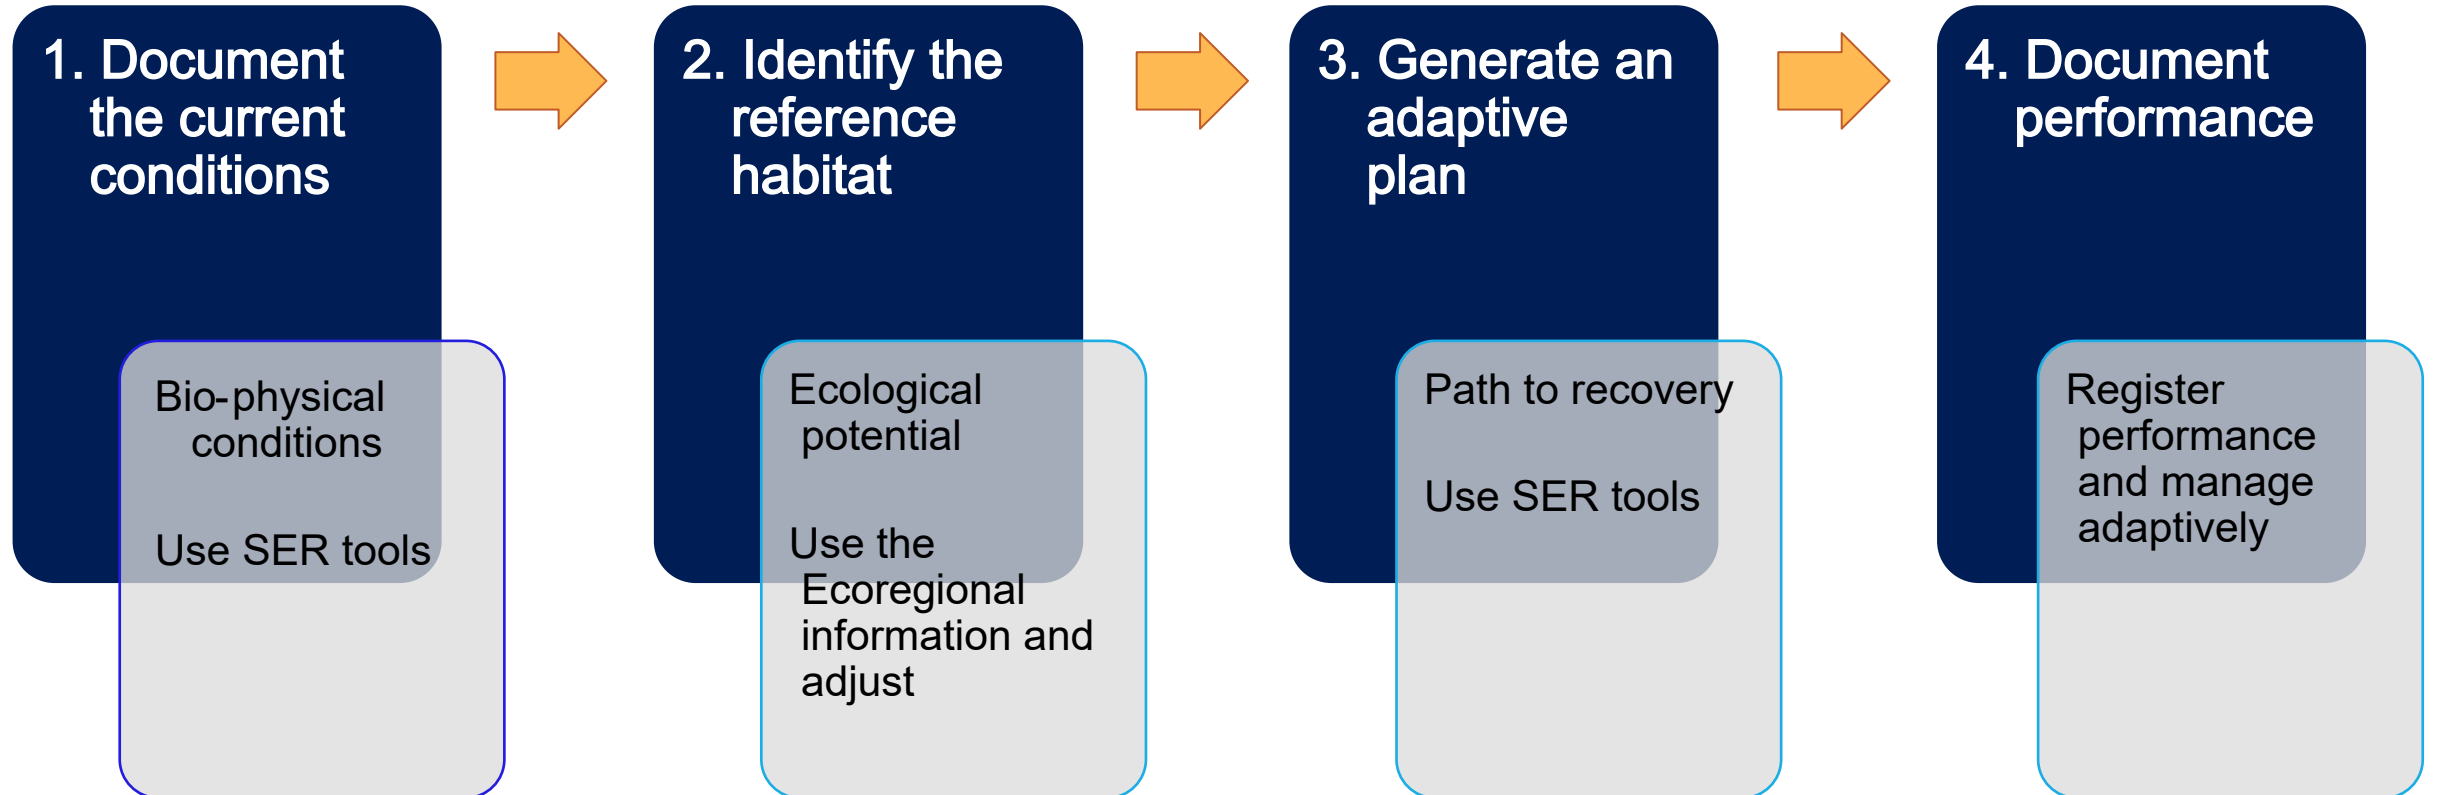 1. Document
the current
conditions
Bio-physical
conditions
Use SER tools
2. Identify the
reference
habitat
Ecological
potential
Use the
Ecoregional
information and
adjust
3. Generate an
adaptive
plan
Path to recovery
Use SER tools
4. Document
performance
Register
performance
and manage
adaptively